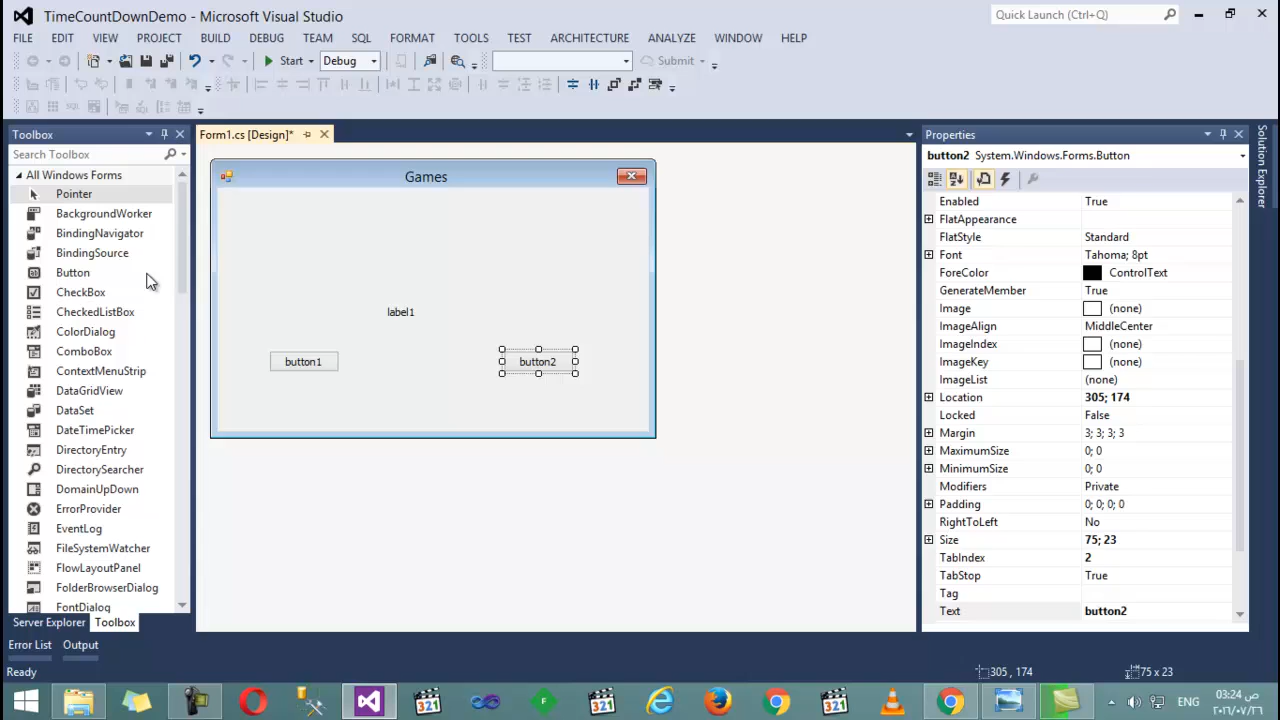 TimeCountDownDemo - Microsoft Visual Studio
Quick Launch (Ctrl+Q)
FILE EDIT VIEW PROJECT BUILD DEBUG TEAM SQL FORMAT TOOLS TEST ARCHITECTURE ANALYZE WINDOW HELP
Start Debug Submit
Toolbox
Search Toolbox
All Windows Forms
Pointer
BackgroundWorker
BindingNavigator
BindingSource
Button
CheckBox
CheckedListBox
ColorDialog
ComboBox
ContextMenuStrip
DataGridView
DataSet
DateTimePicker
DirectoryEntry
DirectorySearcher
DomainUpDown
ErrorProvider
EventLog
FileSystemWatcher
FlowLayoutPanel
FolderBrowserDialog
FontDialog
Server Explorer Toolbox
Form1.cs [Design]*
Games
label1
button1 button2
Properties
button2 System.Windows.Forms.Button
Enabled True
FlatAppearance
FlatStyle Standard
Font Tahoma; 8pt
ForeColor ControlText
GenerateMember True
Image (none)
ImageAlign MiddleCenter
ImageIndex (none)
ImageKey (none)
ImageList (none)
Location 305; 174
Locked False
Margin 3; 3; 3; 3
MaximumSize 0; 0
MinimumSize 0; 0
Modifiers Private
Padding 0; 0; 0; 0
RightToLeft No
Size 75; 23
TabIndex 2
TabStop True
Tag
Text button2
Solution Explorer
Error List Output
Ready 305 , 174 75 x 23
321 321 321
ENG
03:24 ص
٢٠١٦/٠٧/٢٦